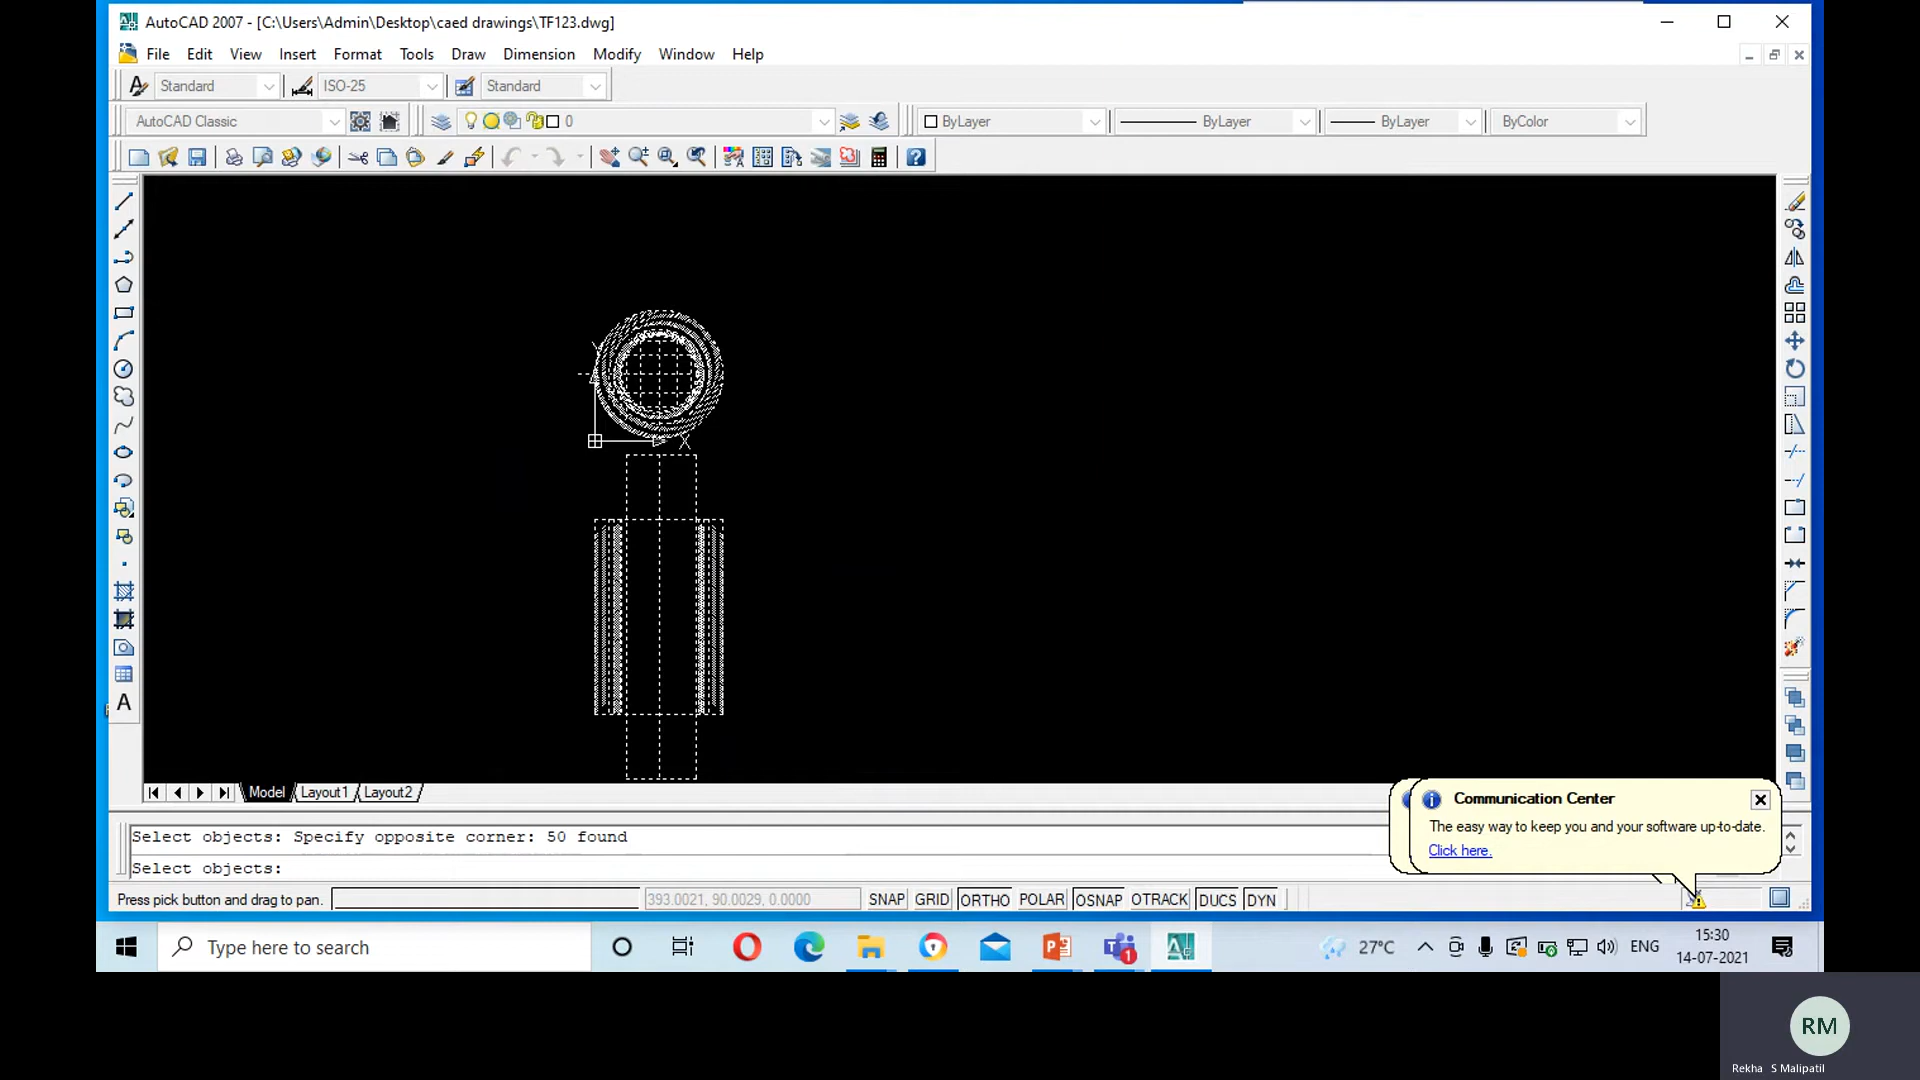 AutoCAD 2007 - [C:\Users\Admin\Desktop\caed drawings\TF123.dwg]
File Edit View Insert Format Tools Draw Dimension Modify Window Help
Standard ISO-25 Standard
AutoCAD Classic 0 ByLayer ByLayer ByLayer ByColor
X
A
Model Layout1 Layout2
Communication Center
The easy way to keep you and your software up-to-date.
Click here.
Select objects: Specify opposite corner: 50 found
Select objects:
Press pick button and drag to pan. 393.0021, 90.0029, 0.0000 SNAP GRID ORTHO POLAR OSNAP OTRACK DUCS DYN
Type here to search 1 27°C ENG 15:30
14-07-2021
RM
Rekha S Malipatil